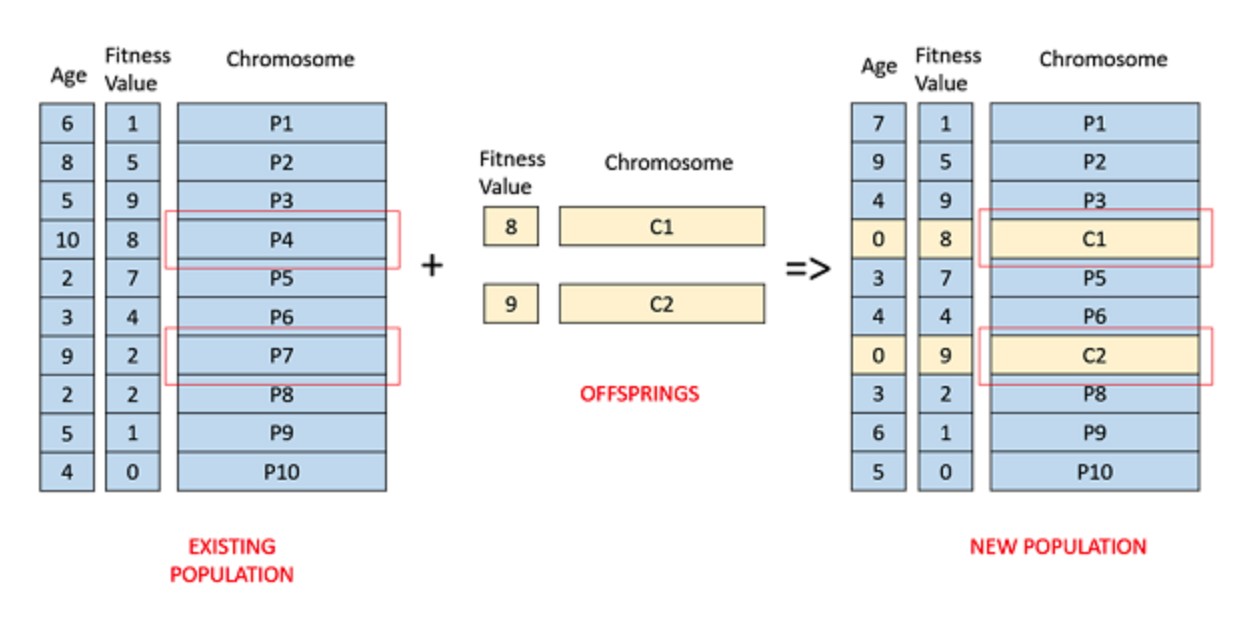 Age Fitness Value Chromosome
6 1 P1
8 5 P2
5 9 P3
10 8 P4
2 7 P5
3 4 P6
9 2 P7
2 2 P8
5 1 P9
4 0 P10
EXISTING
POPULATION
+
Fitness Value Chromosome
8 C1
9 C2
OFFSPRINGS
=>
Age Fitness Value Chromosome
7 1 P1
9 5 P2
4 9 P3
0 8 C1
3 7 P5
4 4 P6
0 9 C2
3 2 P8
6 1 P9
5 0 P10
NEW POPULATION